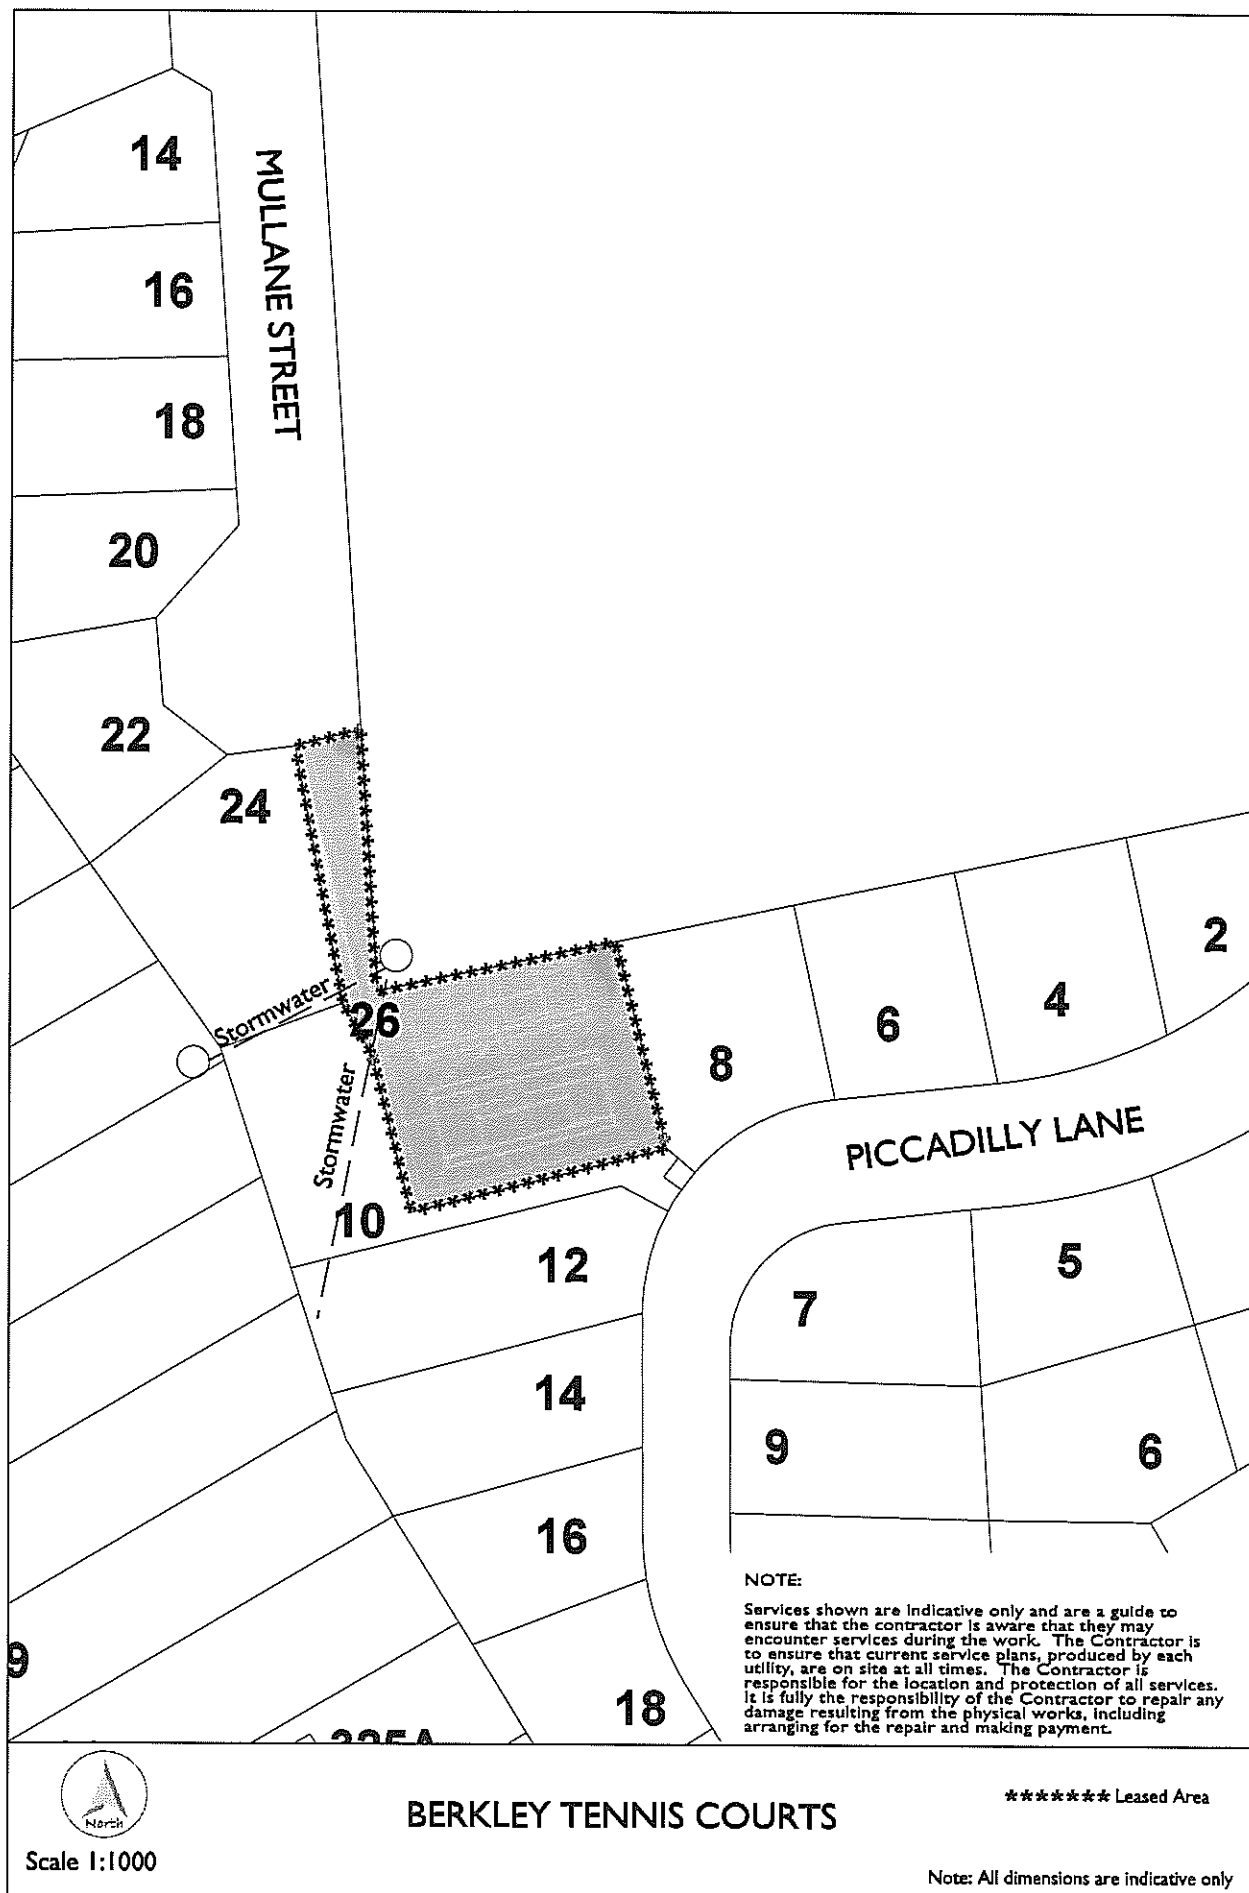 14
MULLANE STREET
16
18
20
22
24
2
4
Stormwater
26
6
8
Stormwater
PICCADILLY LANE
10
12
5
7
14
9
6
16
NOTE:
Services shown are indicative only and are a guide to
ensure that the contractor is aware that they may
encounter services during the work. The Contractor is
to ensure that current service plans, produced by each
utility, are on site at all times. The Contractor is
responsible for the location and protection of all services.
It is fully the responsibility of the Contractor to repair any
damage resulting from the physical works, including
arranging for the repair and making payment.
9
18
325A
North
Scale 1:1000
BERKLEY TENNIS COURTS
******* Leased Area
Note: All dimensions are indicative only